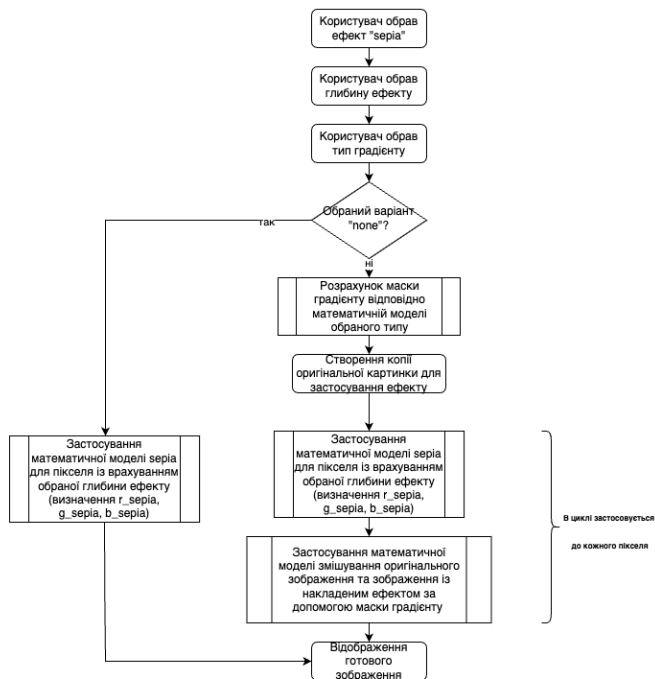 Користувач обрав
ефект "sepia"
Користувач обрав
глибину ефекту
Користувач обрав
тип градієнту
Обраний варіант
"none"?
так
ні
Розрахунок маски
градієнту відповідно
математичній моделі
обраного типу
Створення копії
оригінальної картинки для
застосування ефекту
Застосування
математичної моделі sepia
для пікселя із врахуванням
обраної глибини ефекту
(визначення r_sepia,
g_sepia, b_sepia)
Застосування
математичної моделі sepia
для пікселя із врахуванням
обраної глибини ефекту
(визначення r_sepia,
g_sepia, b_sepia)
В циклі застосовується
до кожного пікселя
Застосування математичної
моделі змішування оригінального
зображення та зображення із
накладеним ефектом за
допомогою маски градієнту
Відображення
готового
зображення